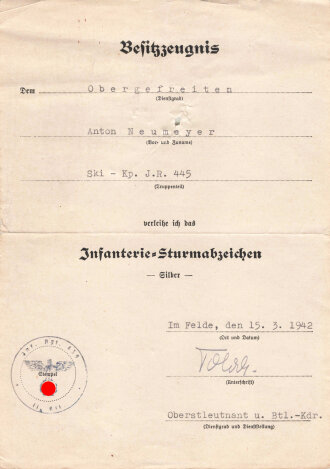 Besitzzeugnis
Dem Obergefreiten
(Dienstgrad)
Anton Neumeyer
(Vor- und Zuname)
Ski - Kp. J.R. 445
(Truppenteil)
verleihe ich das
Infanterie-Sturmabzeichen
— Silber —
Im Felde, den 15. 3. 1942
(Ort und Datum)
Stempel
(Unterschrift)
Oberstleutnant u. Btl.-Kdr.
(Dienstgrad und Dienststellung)